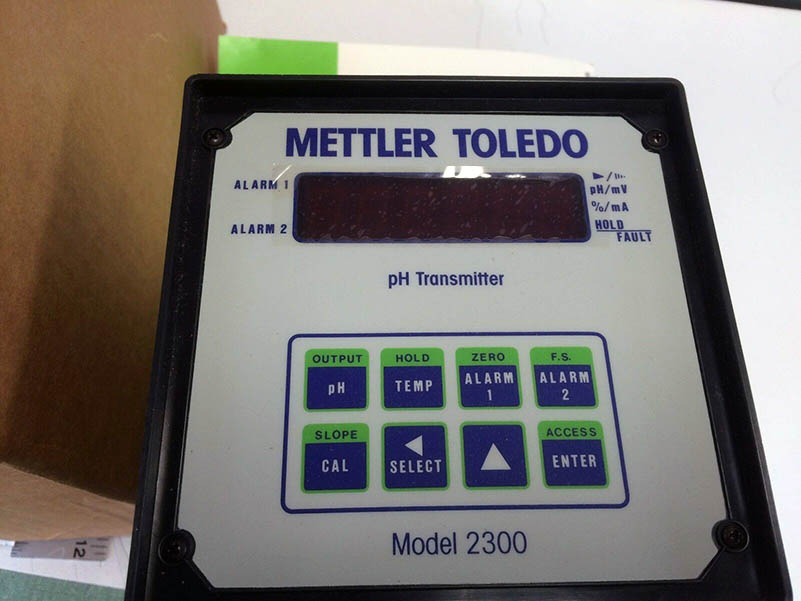 METTLER TOLEDO
ALARM 1
pH/mV
%/mA
ALARM 2
HOLD
FAULT
pH Transmitter
OUTPUT HOLD ZERO F.S.
pH TEMP ALARM 1 ALARM 2
SLOPE ACCESS
CAL SELECT ENTER
Model 2300
12